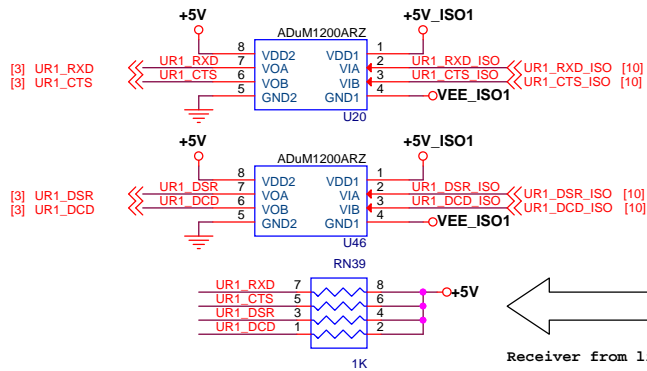 +5V +5V_ISO1
ADuM1200ARZ
8 VDD2 VDD1 1
[3] UR1_RXD UR1_RXD 7 VOA VIA 2 UR1_RXD_ISO UR1_RXD_ISO [10]
[3] UR1_CTS UR1_CTS 6 VOB VIB 3 UR1_CTS_ISO UR1_CTS_ISO [10]
5 GND2 GND1 4 VEE_ISO1
U20
+5V +5V_ISO1
ADuM1200ARZ
8 VDD2 VDD1 1
[3] UR1_DSR UR1_DSR 7 VOA VIA 2 UR1_DSR_ISO UR1_DSR_ISO [10]
[3] UR1_DCD UR1_DCD 6 VOB VIB 3 UR1_DCD_ISO UR1_DCD_ISO [10]
5 GND2 GND1 4 VEE_ISO1
U46
RN39
UR1_RXD 7 8 +5V
UR1_CTS 5 6
UR1_DSR 3 4
UR1_DCD 1 2
1K
Receiver from